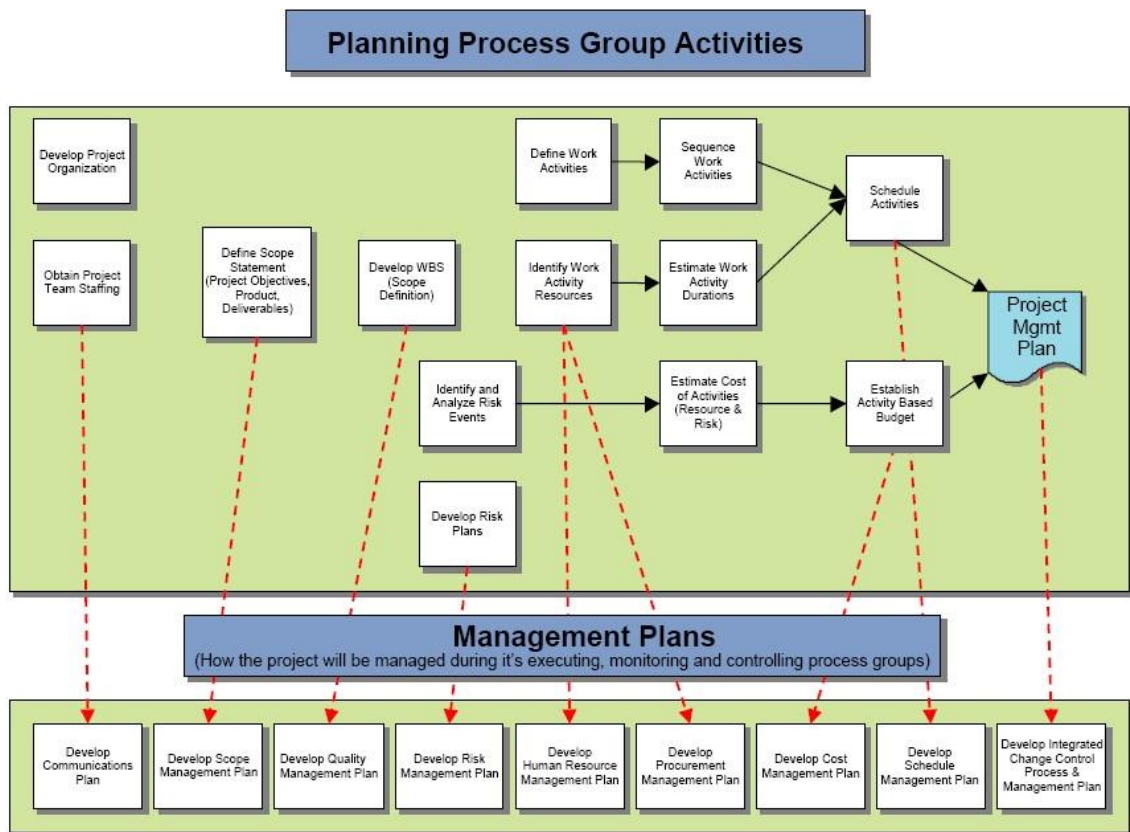 Planning Process Group Activities
Develop Project
Organization
Define Work
Activities
Sequence
Work
Activities
Schedule
Activities
Obtain Project
Team Staffing
Define Scope
Statement
(Project Objectives,
Product,
Deliverables)
Develop WBS
(Scope
Definition)
Identify Work
Activity
Resources
Estimate Work
Activity
Durations
Project
Mgmt
Plan
Identify and
Analyze Risk
Events
Estimate Cost
of Activities
(Resource &
Risk)
Establish
Activity Based
Budget
Develop Risk
Plans
Management Plans
(How the project will be managed during it's executing, monitoring and controlling process groups)
Develop
Communications
Plan
Develop Scope
Management Plan
Develop Quality
Management Plan
Develop Risk
Management Plan
Develop
Human Resource
Management Plan
Develop
Procurement
Management Plan
Develop Cost
Management Plan
Develop
Schedule
Management Plan
Develop Integrated
Change Control
Process &
Management Plan